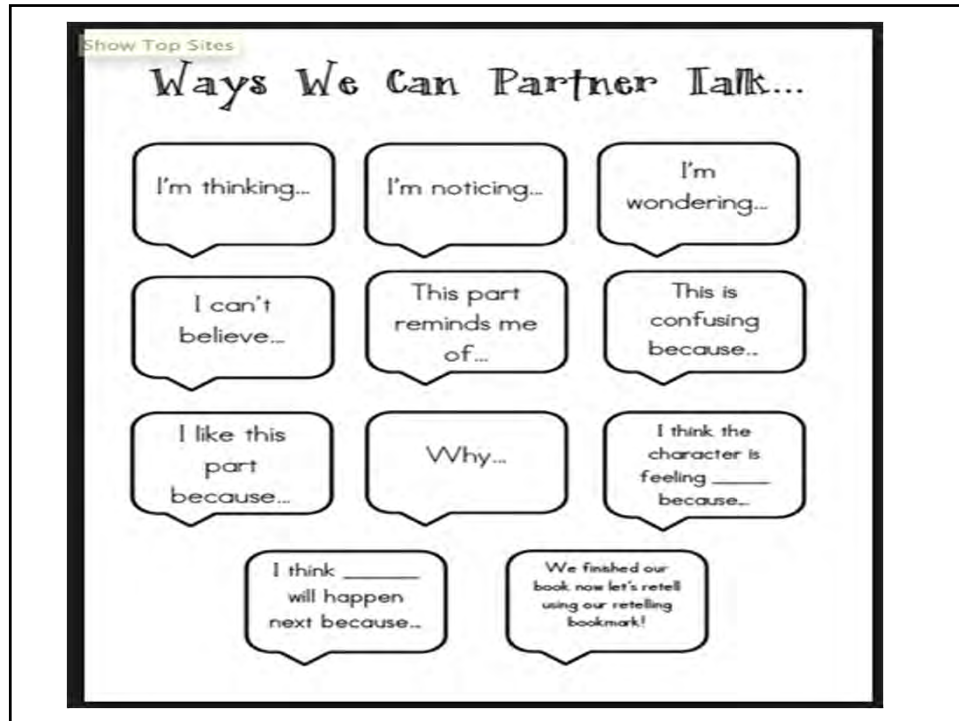 Show Top Sites
Ways We Can Partner Talk...
I'm thinking...
I'm noticing...
I'm
wondering...
I can't
believe...
This part
reminds me
of...
This is
confusing
because...
I like this
part
because...
Why...
I think the
character is
feeling ______
because...
I think ______
will happen
next because...
We finished our
book now let's retell
using our retelling
bookmark!